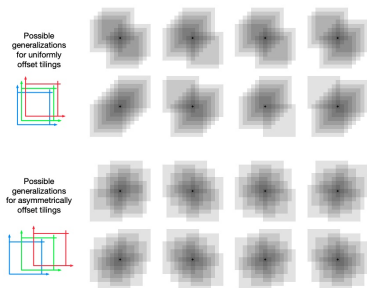 Possible
generalizations
for uniformly
offset tilings
Possible
generalizations
for asymmetrically
offset tilings